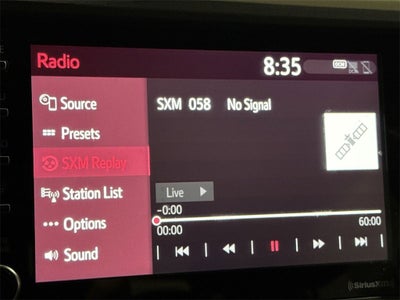 Radio
8:35
DCM
Source
SXM 058 No Signal
Presets
SXM Replay
Live
Station List
-0:00
00:00
60:00
Options
Sound
SiriusXM